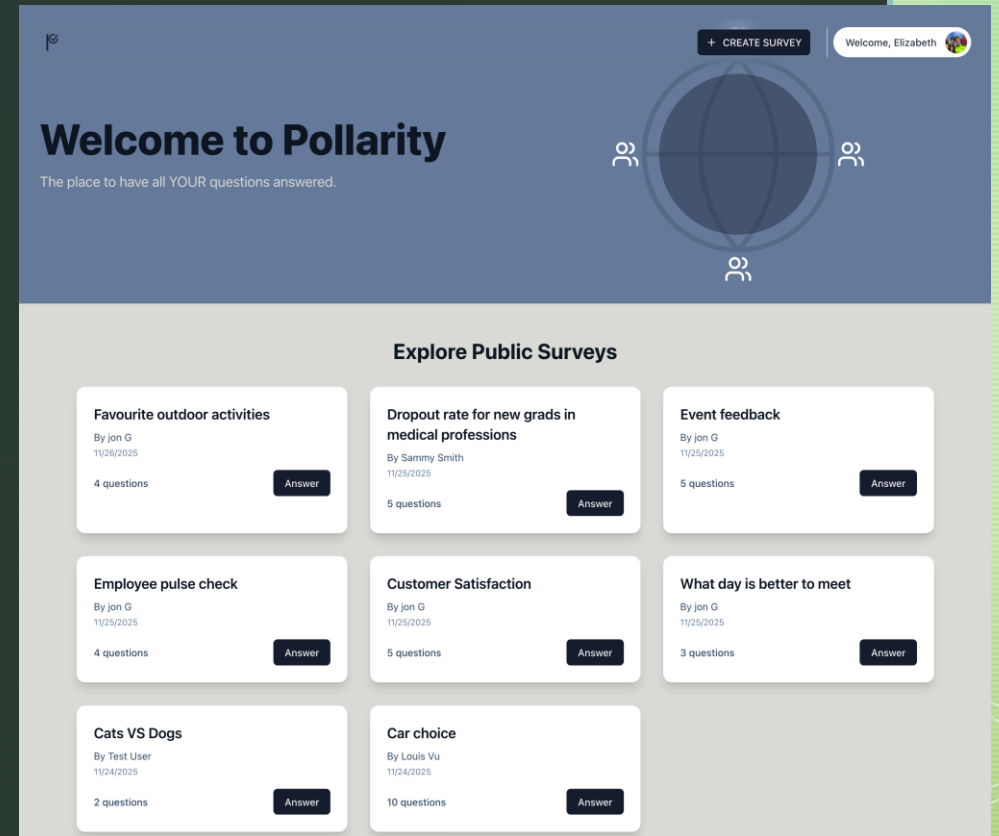 + CREATE SURVEY
Welcome, Elizabeth
Welcome to Pollarity
The place to have all YOUR questions answered.
Explore Public Surveys
Favourite outdoor activities
By jon G
11/26/2025
4 questions
Answer
Dropout rate for new grads in
medical professions
By Sammy Smith
11/25/2025
5 questions
Answer
Event feedback
By jon G
11/25/2025
5 questions
Answer
Employee pulse check
By jon G
11/25/2025
4 questions
Answer
Customer Satisfaction
By jon G
11/25/2025
5 questions
Answer
What day is better to meet
By jon G
11/25/2025
3 questions
Answer
Cats VS Dogs
By Test User
11/24/2025
2 questions
Answer
Car choice
By Louis Vu
11/24/2025
10 questions
Answer